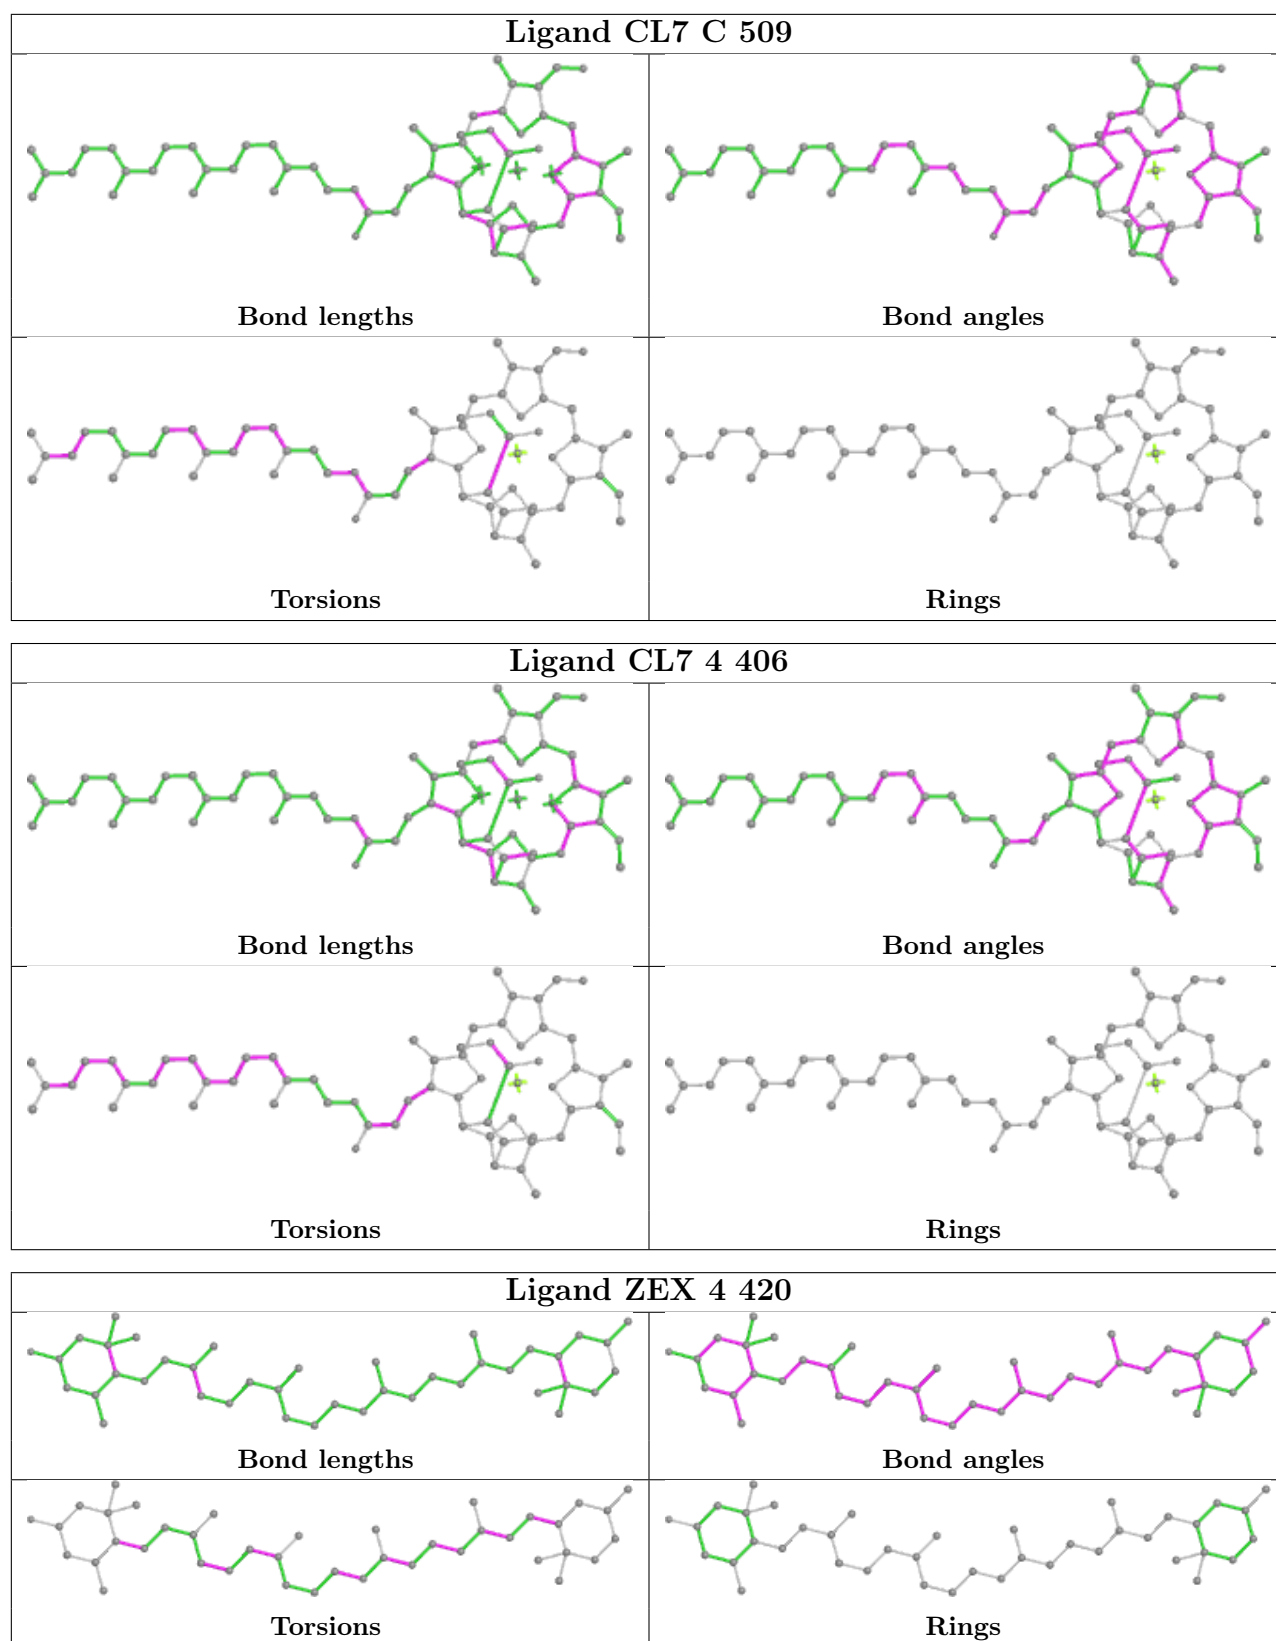 Ligand CL7 C 509
Bond lengths
Bond angles
Torsions
Rings
Ligand CL7 4 406
Bond lengths
Bond angles
Torsions
Rings
Ligand ZEX 4 420
Bond lengths
Bond angles
Torsions
Rings